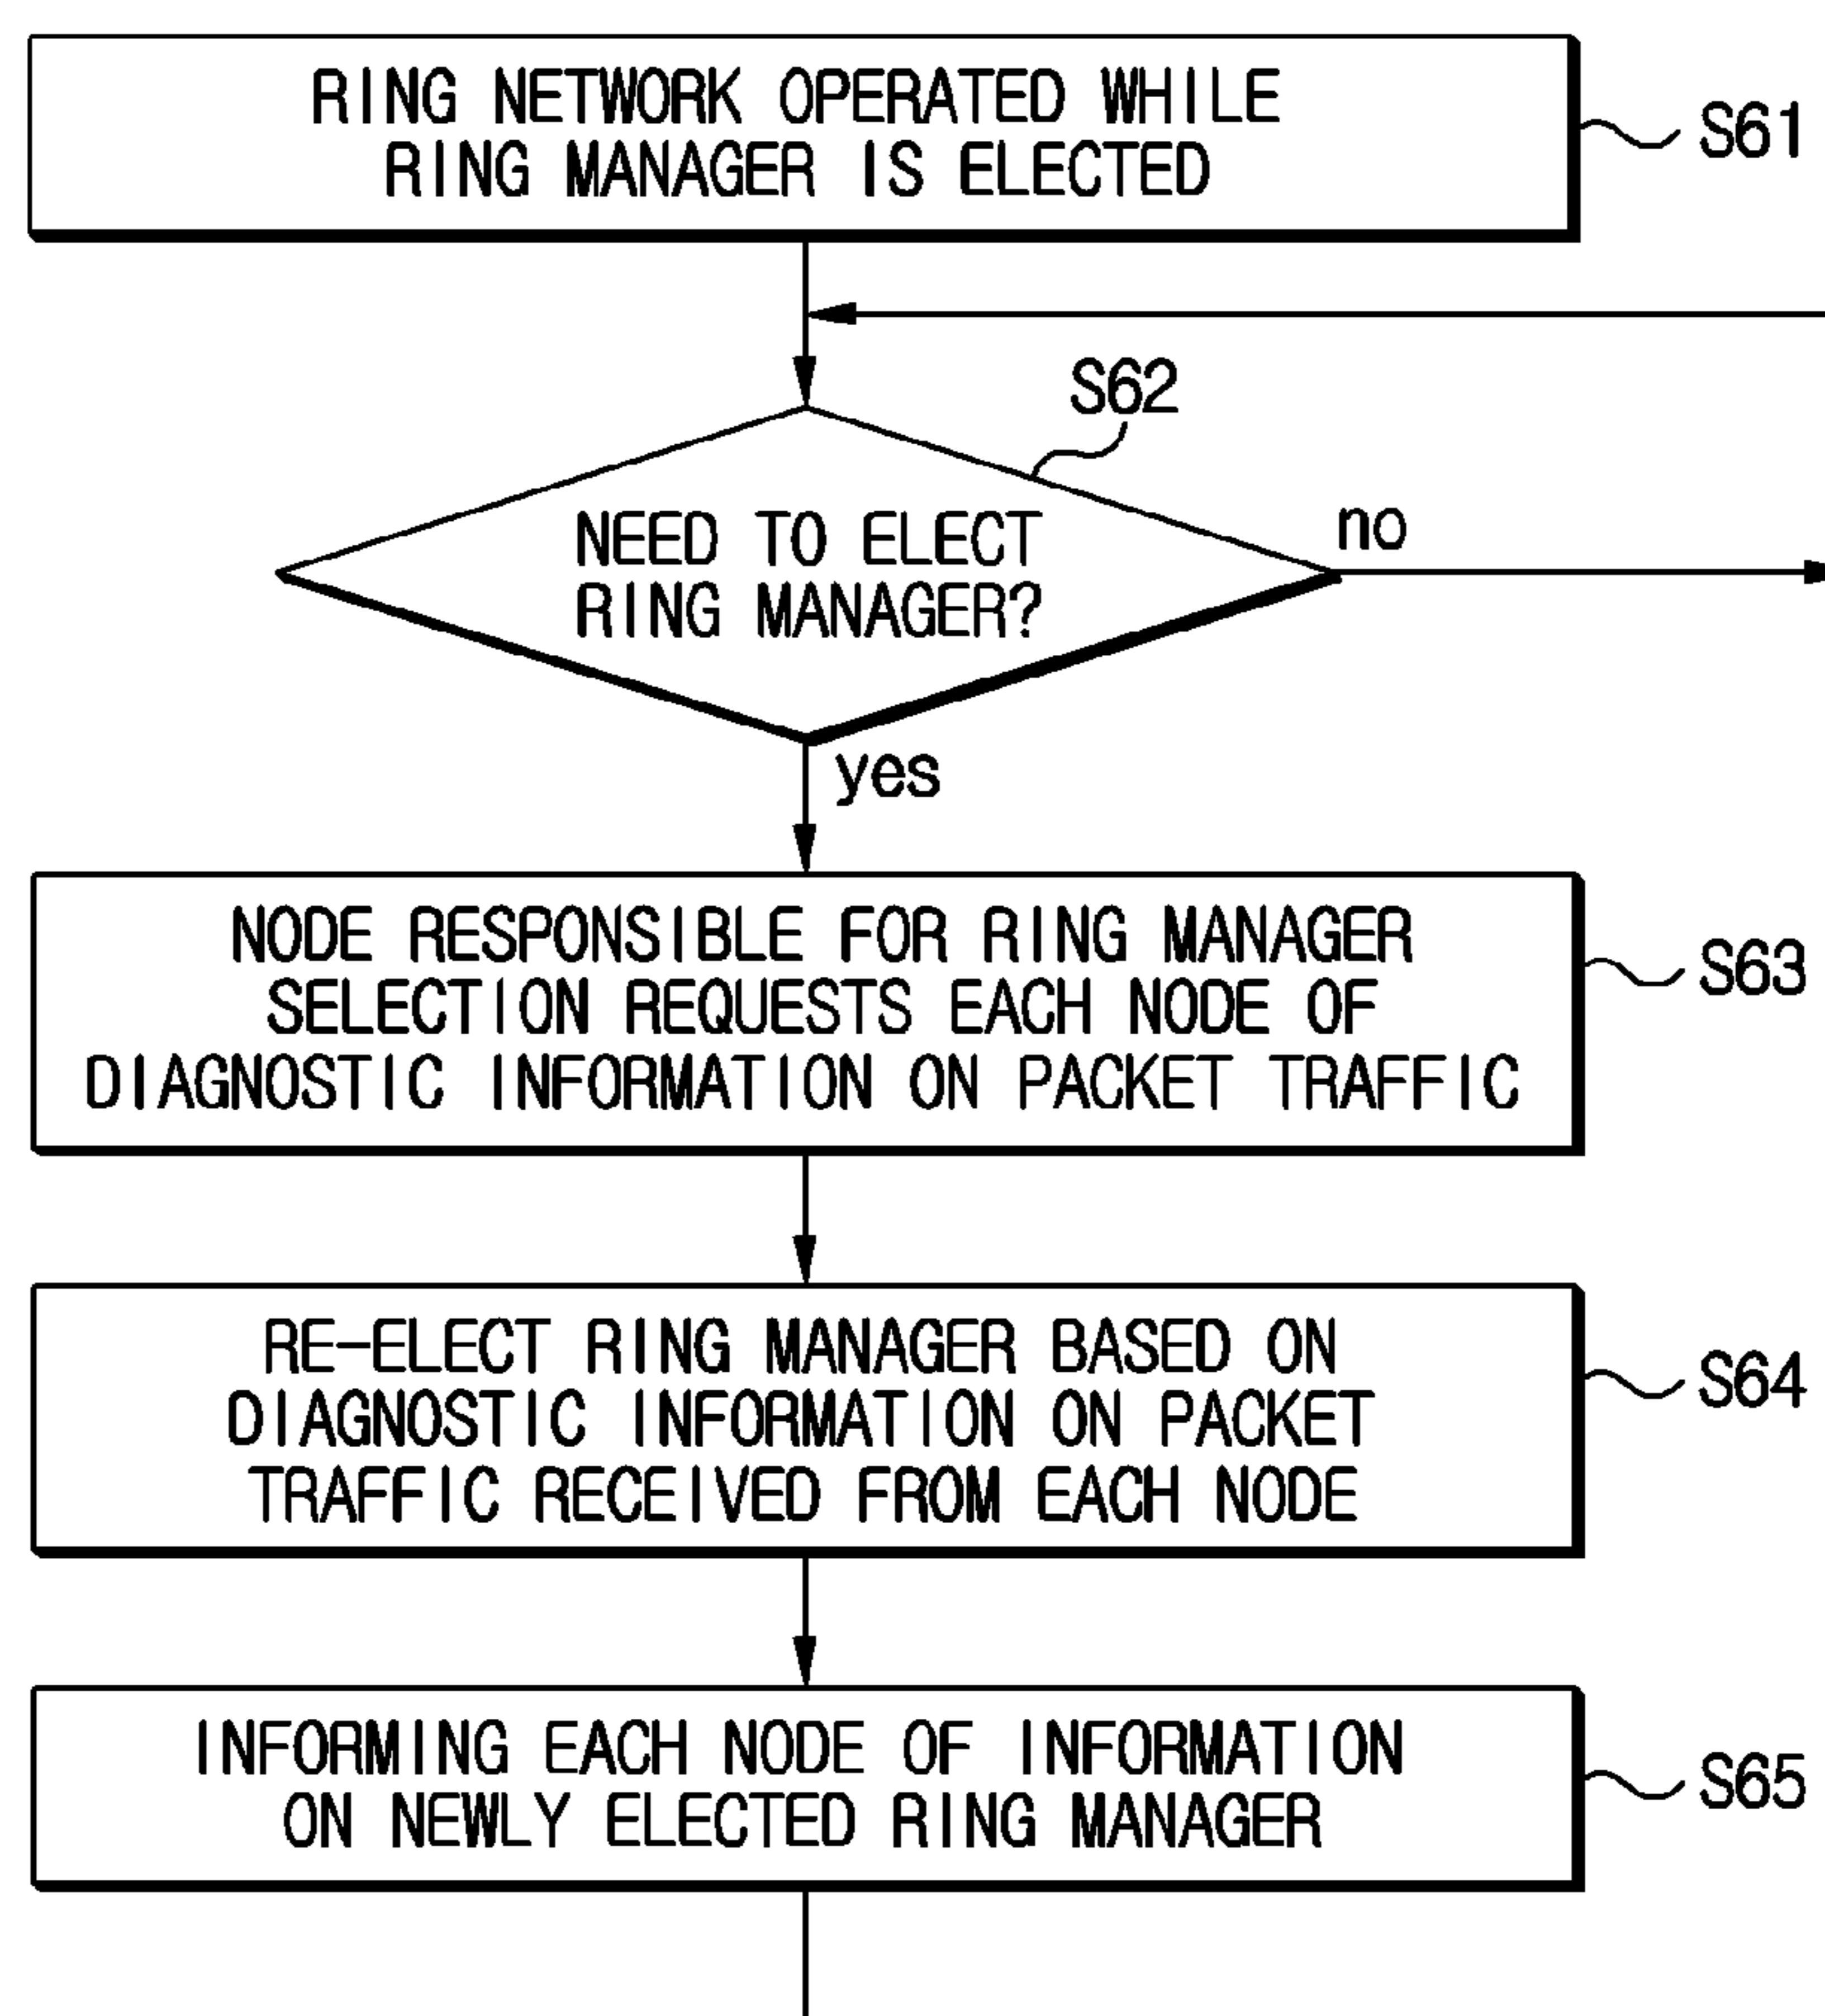 RING NETWORK OPERATED WHILE
RING MANAGER IS ELECTED
S61
S62
NEED TO ELECT
RING MANAGER?
no
yes
NODE RESPONSIBLE FOR RING MANAGER
SELECTION REQUESTS EACH NODE OF
DIAGNOSTIC INFORMATION ON PACKET TRAFFIC
S63
RE-ELECT RING MANAGER BASED ON
DIAGNOSTIC INFORMATION ON PACKET
TRAFFIC RECEIVED FROM EACH NODE
S64
INFORMING EACH NODE OF INFORMATION
ON NEWLY ELECTED RING MANAGER
S65